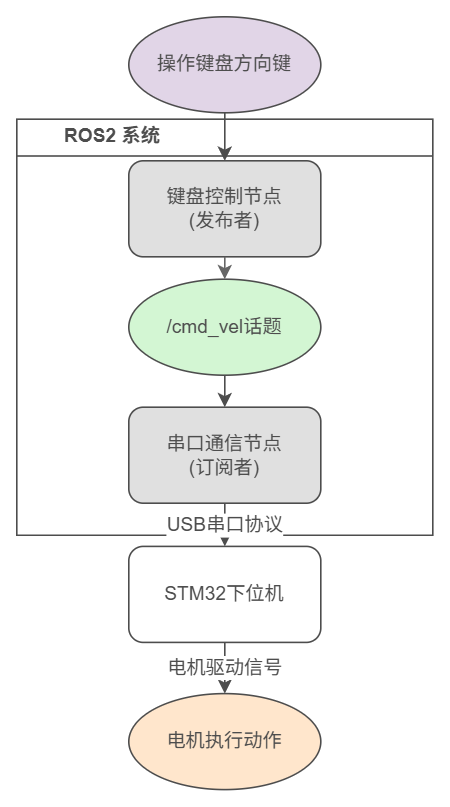 操作键盘方向键
ROS2 系统
键盘控制节点
(发布者)
/cmd_vel话题
串口通信节点
(订阅者)
USB串口协议
STM32下位机
电机驱动信号
电机执行动作